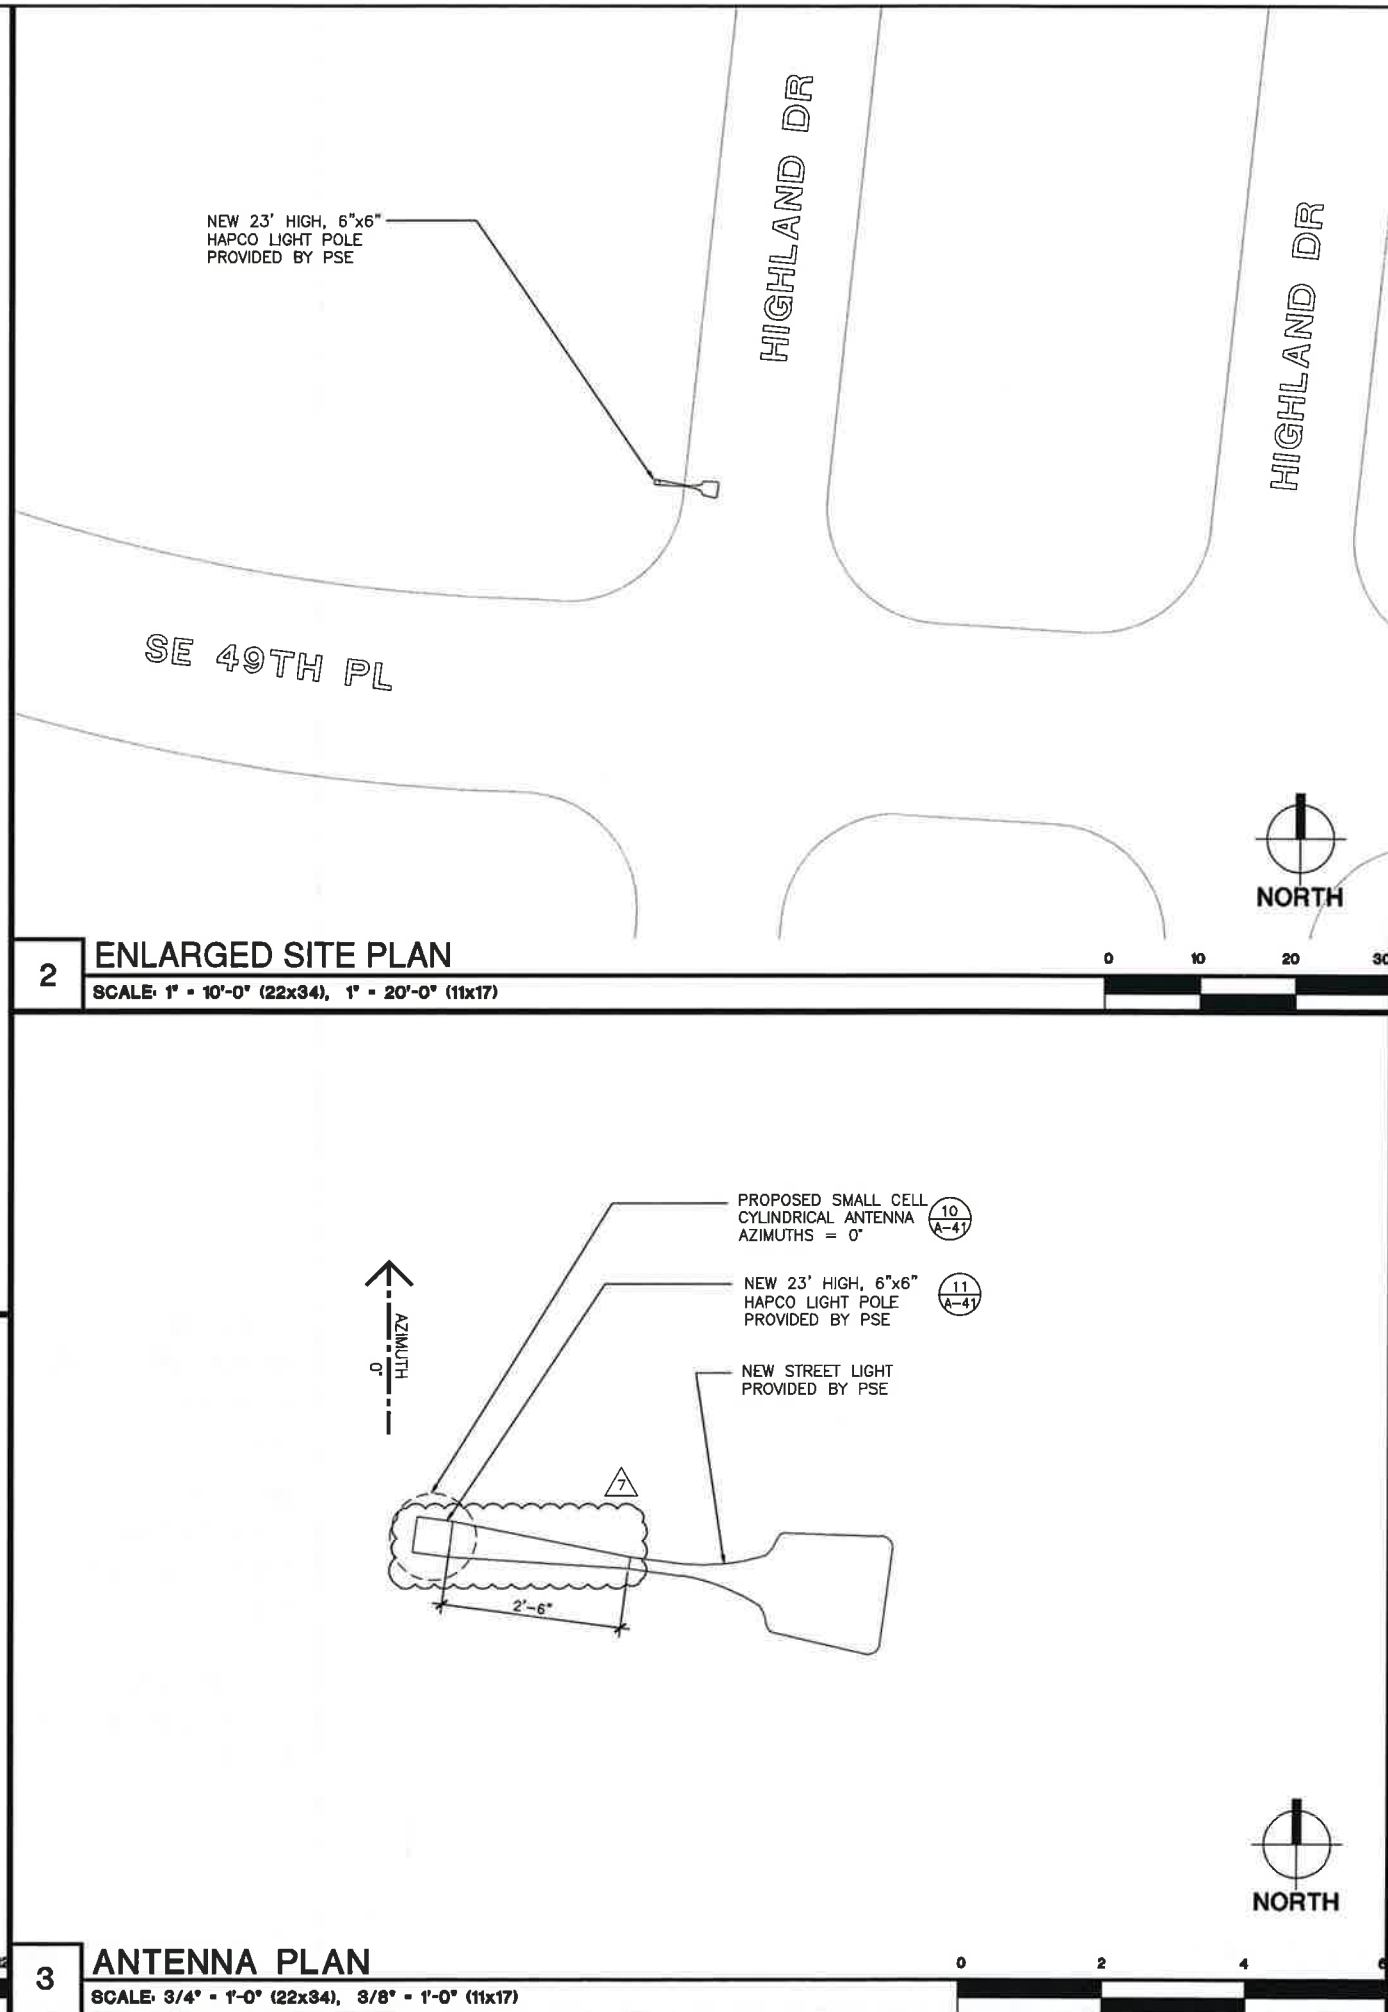 HIGHLAND DR
HIGHLAND DR
NEW 23' HIGH, 6"x6"
HAPCO LIGHT POLE
PROVIDED BY PSE
SE 49TH PL
NORTH
2
ENLARGED SITE PLAN
SCALE: 1" = 10'-0" (22x34), 1" = 20'-0" (11x17)
0 10 20 30
PROPOSED SMALL CELL
CYLINDRICAL ANTENNA
AZIMUTHS = 0°
10
A-41
NEW 23' HIGH, 6"x6"
HAPCO LIGHT POLE
PROVIDED BY PSE
11
A-41
AZIMUTH
0°
NEW STREET LIGHT
PROVIDED BY PSE
7
2'-6"
NORTH
3
ANTENNA PLAN
SCALE: 3/4" = 1'-0" (22x34), 3/8" = 1'-0" (11x17)
0 2 4 6